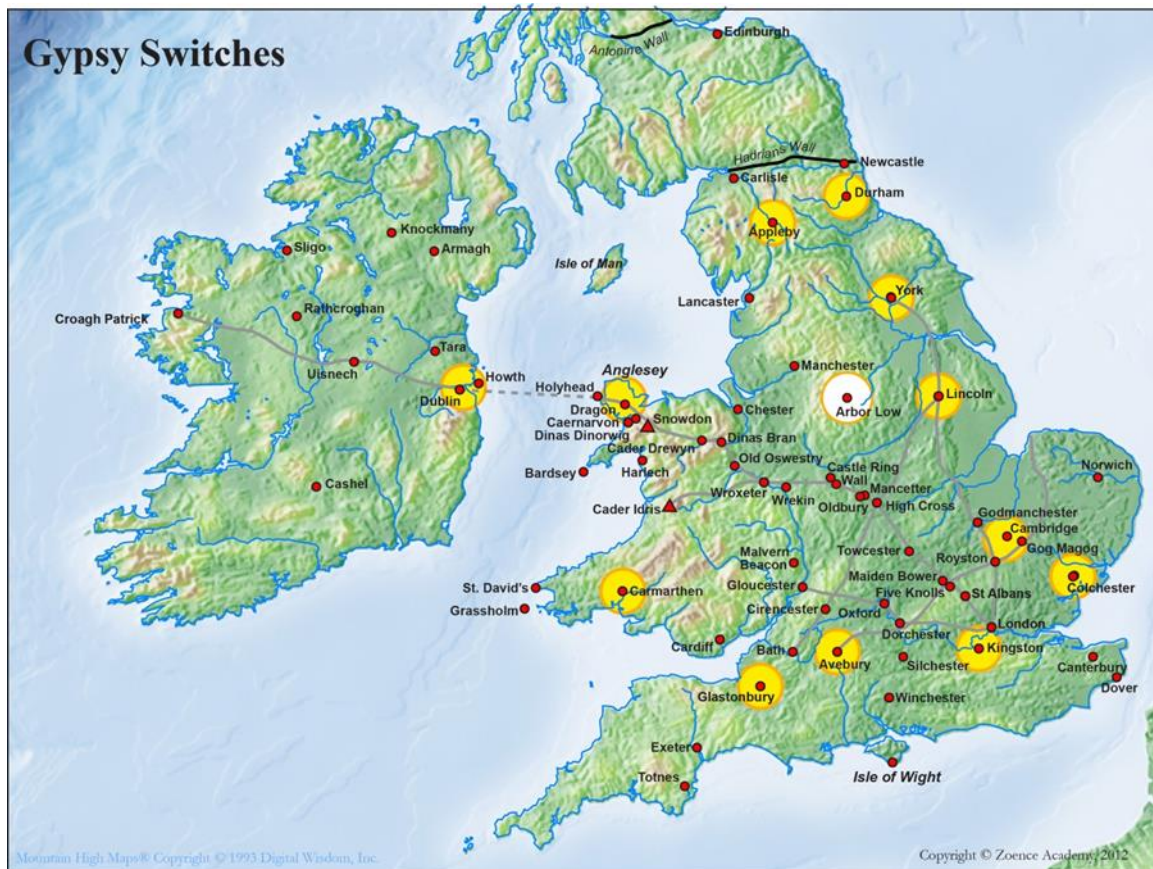 Gypsy Switches
Antonine Wall
Edinburgh
Hadrians Wall
Newcastle
Carlisle
Durham
Appleby
Knockmany
Sligo
Armagh
Isle of Man
Lancaster
York
Croagh Patrick
Rathcroghan
Tara
Uisnech
Howth
Dublin
Manchester
Anglesey
Holyhead
Dragon
Snowdon
Caernarvon
Dinas Dinorwig
Chester
Arbor Low
Lincoln
Cader Drewyn
Dinas Bran
Harlech
Bardsey
Old Oswestry
Castle Ring
Wall
Norwich
Cashel
Wroxeter
Wrekin
Mancetter
Oldbury
High Cross
Cader Idris
Godmanchester
Cambridge
Gog Magog
Towcester
Royston
Malvern
Beacon
St. David's
Gloucester
Maiden Bower
Colchester
Carmarthen
Five Knolls
St Albans
Grassholm
Cirencester
Oxford
London
Dorchester
Cardiff
Bath
Avebury
Silchester
Kingston
Canterbury
Dover
Glastonbury
Winchester
Exeter
Isle of Wight
Totnes
Mountain High Maps® Copyright © 1993 Digital Wisdom, Inc.
Copyright © Zoence Academy, 2012